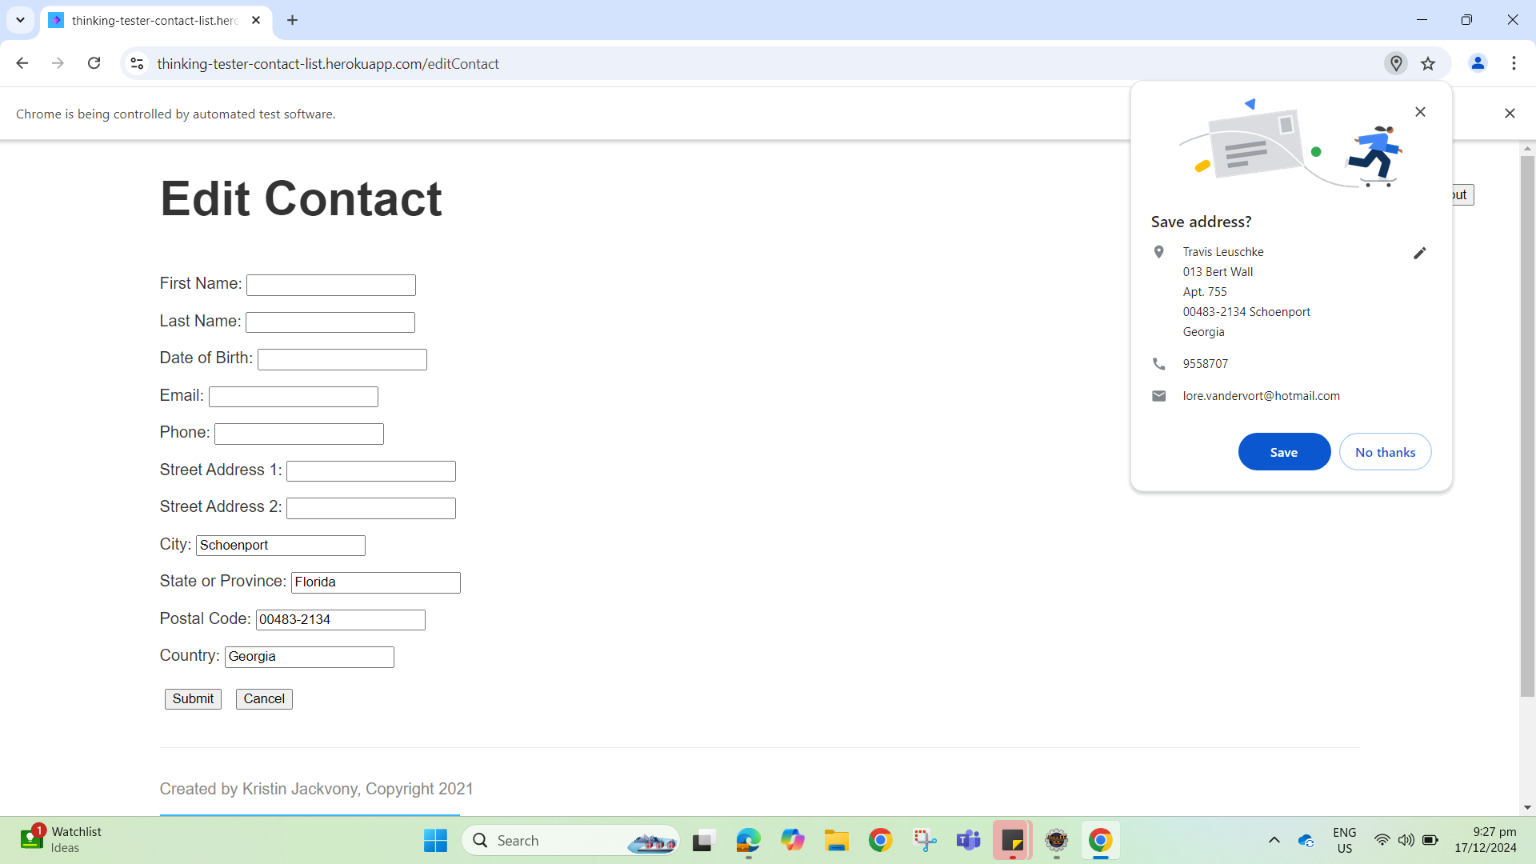 thinking-tester-contact-list.herc
thinking-tester-contact-list.herokuapp.com/editContact
Chrome is being controlled by automated test software.
Edit Contact
out
First Name:
Last Name:
Date of Birth:
Email:
Phone:
Street Address 1:
Street Address 2:
City: Schoenport
State or Province: Florida
Postal Code: 00483-2134
Country: Georgia
Submit Cancel
Created by Kristin Jackvony, Copyright 2021
Save address?
Travis Leuschke
013 Bert Wall
Apt. 755
00483-2134 Schoenport
Georgia
9558707
lore.vandervort@hotmail.com
Save No thanks
1
Watchlist
Ideas
Search
ENG
US
9:27 pm
17/12/2024